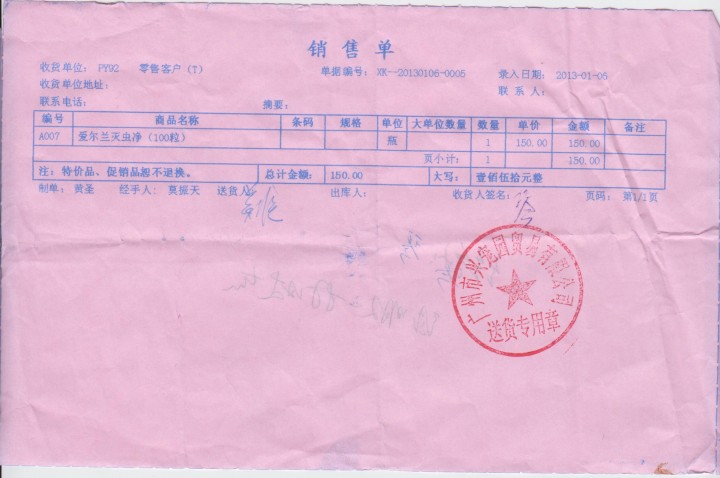 销售单
收货单位: PY92 零售客户(7) 单据编号: XK--20130106-0005 录入日期: 2013-01-06
收货单位地址: 联系人:
联系电话: 摘要:
编号 商品名称 条码 规格 单位 大单位数量 数量 单价 金额 备注
A007 爱尔兰灭虫净(100粒) 瓶 1 150.00 150.00
页小计: 1 150.00
注: 特价品、促销品恕不退换。 总计金额: 150.00 大写: 壹佰伍拾元整
制单: 黄圣 经手人: 莫振天 送货人: 出库人: 收货人签名: 页码: 第1/1页
广州市兴宠园贸易有限公司
送货专用章